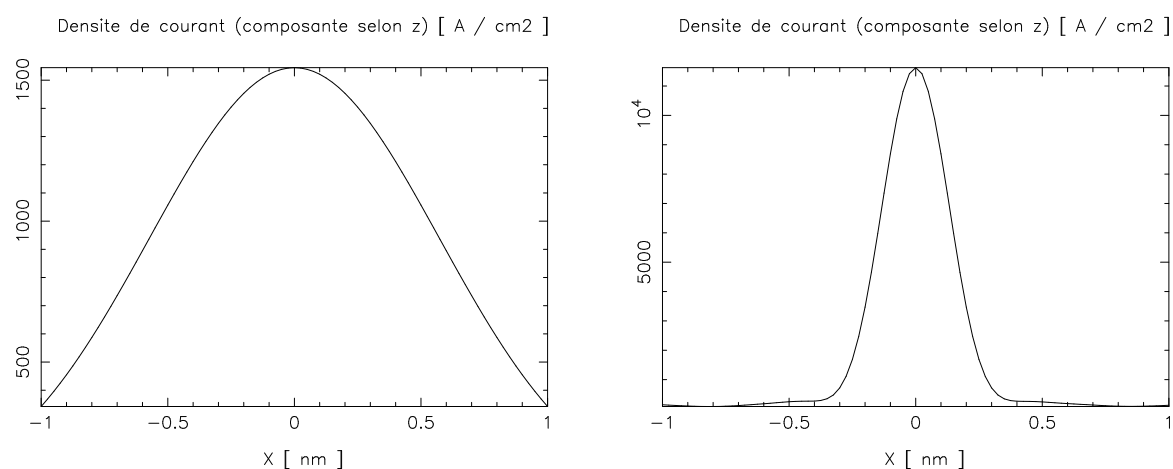 Densite de courant (composante selon z) [ A / cm2 ]
1500
1000
500
-1 -0.5 0 0.5 1
X [ nm ]
Densite de courant (composante selon z) [ A / cm2 ]
10⁴
5000
-1 -0.5 0 0.5 1
X [ nm ]